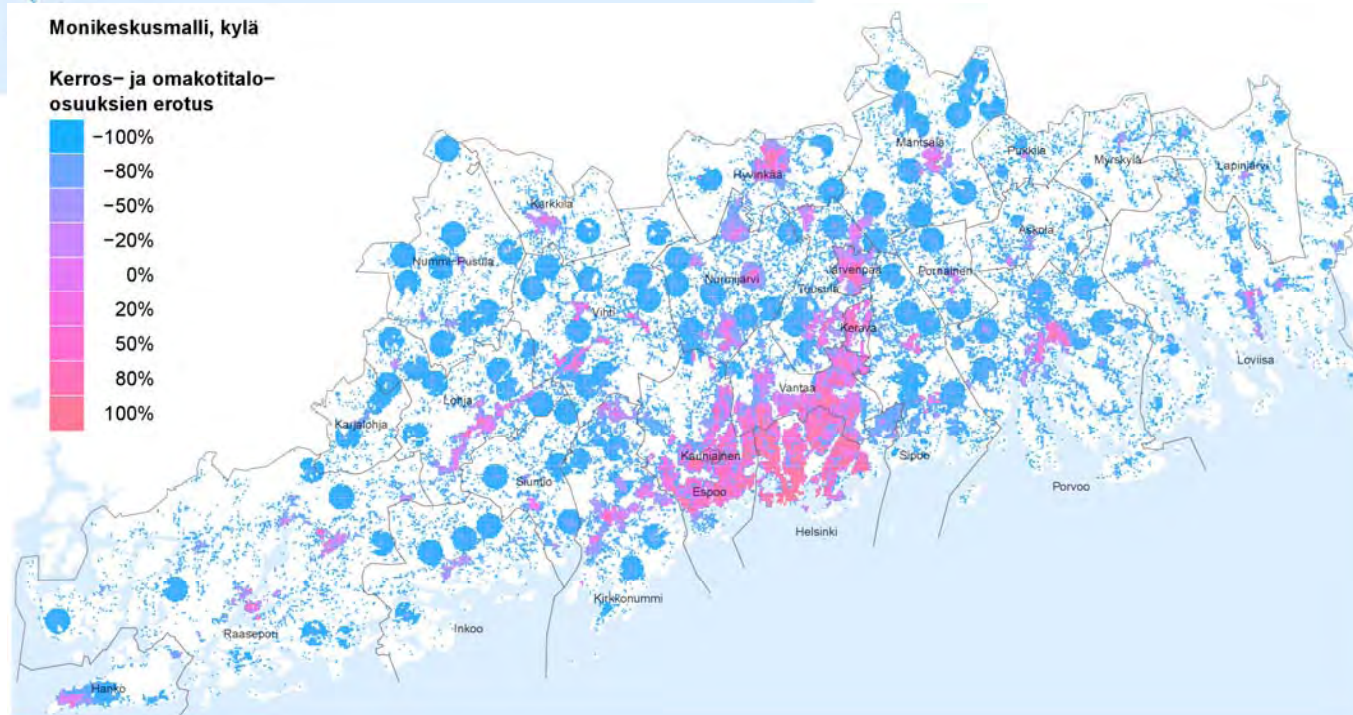 Monikeskusmalli, kylä
Kerros− ja omakotitalo−
osuuksien erotus
−100%
−80%
−50%
−20%
0%
20%
50%
80%
100%
Mäntsälä
Pukkila
Myrskylä
Lapinjärvi
Hyvinkää
Karkkila
Askola
Nummi−Pusula
Nurmijärvi
Järvenpää
Pornainen
Tuusula
Vihti
Kerava
Loviisa
Vantaa
Lohja
Karjalohja
Kauniainen
Sipoo
Siuntio
Espoo
Porvoo
Helsinki
Kirkkonummi
Inkoo
Raasepori
Hanko